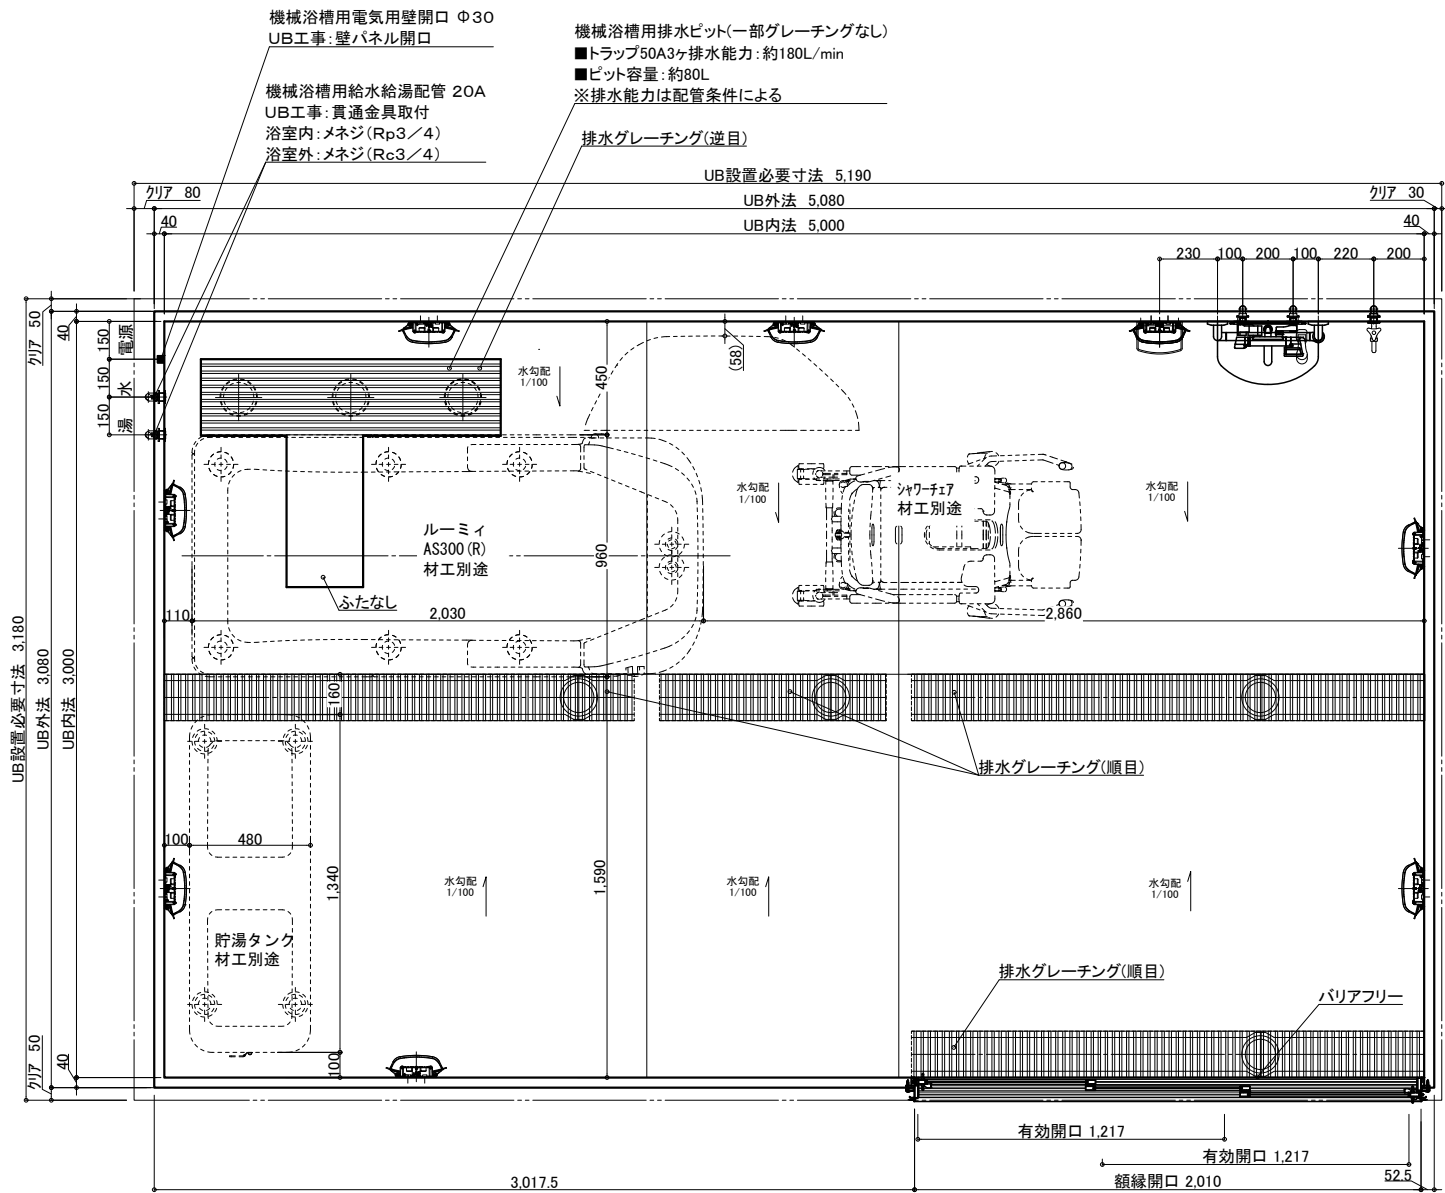 機械浴槽用電気用壁開口 Φ30
UB工事：壁パネル開口
機械浴槽用給水給湯配管 20A
UB工事：貫通金具取付
浴室内：メネジ（Rp3／4）
浴室外：メネジ（Rc3／4）
機械浴槽用排水ピット（一部グレーチングなし）
■トラップ50A3ヶ排水能力：約180L/min
■ピット容量：約80L
※排水能力は配管条件による
排水グレーチング（逆目）
UB設置必要寸法 5,190
クリア 80
UB外法 5,080
クリア 30
40
UB内法 5,000
40
230
100
200
100
220
200
クリア 50
40
150
電源
150
水
150
湯
水勾配
1/100
450
(58)
水勾配
1/100
シャワーチェア
材工別途
水勾配
1/100
ルーミィ
AS300（R）
材工別途
960
ふたなし
110
2,030
2,860
UB設置必要寸法 3,180
UB外法 3,080
UB内法 3,000
160
排水グレーチング（順目）
100
480
1,340
1,590
水勾配
1/100
水勾配
1/100
水勾配
1/100
貯湯タンク
材工別途
排水グレーチング（順目）
バリアフリー
クリア 50
40
100
有効開口 1,217
有効開口 1,217
3,017.5
額縁開口 2,010
52.5